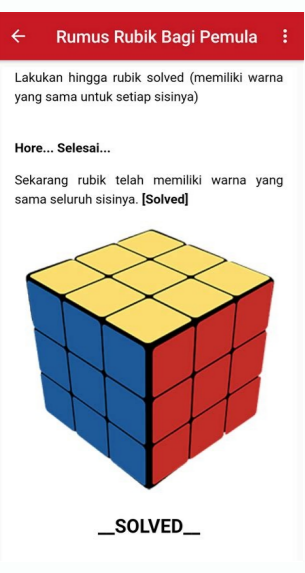 Rumus Rubik Bagi Pemula
Lakukan hingga rubik solved (memiliki warna
yang sama untuk setiap sisinya)
Hore... Selesai...
Sekarang rubik telah memiliki warna yang
sama seluruh sisinya. [Solved]
__SOLVED__